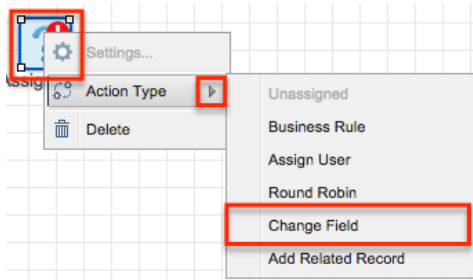 Settings...
Action Type
Delete
Unassigned
Business Rule
Assign User
Round Robin
Change Field
Add Related Record